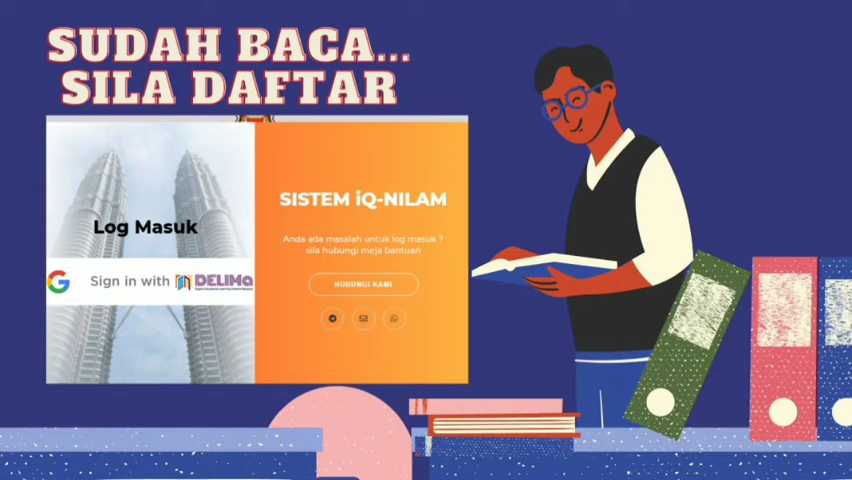 SUDAH BACA...
SILA DAFTAR
Log Masuk
Sign in with DELIMa
SISTEM iQ-NILAM
Anda ada masalah untuk log masuk ?
sila hubungi meja bantuan
HUBUNGI KAMI